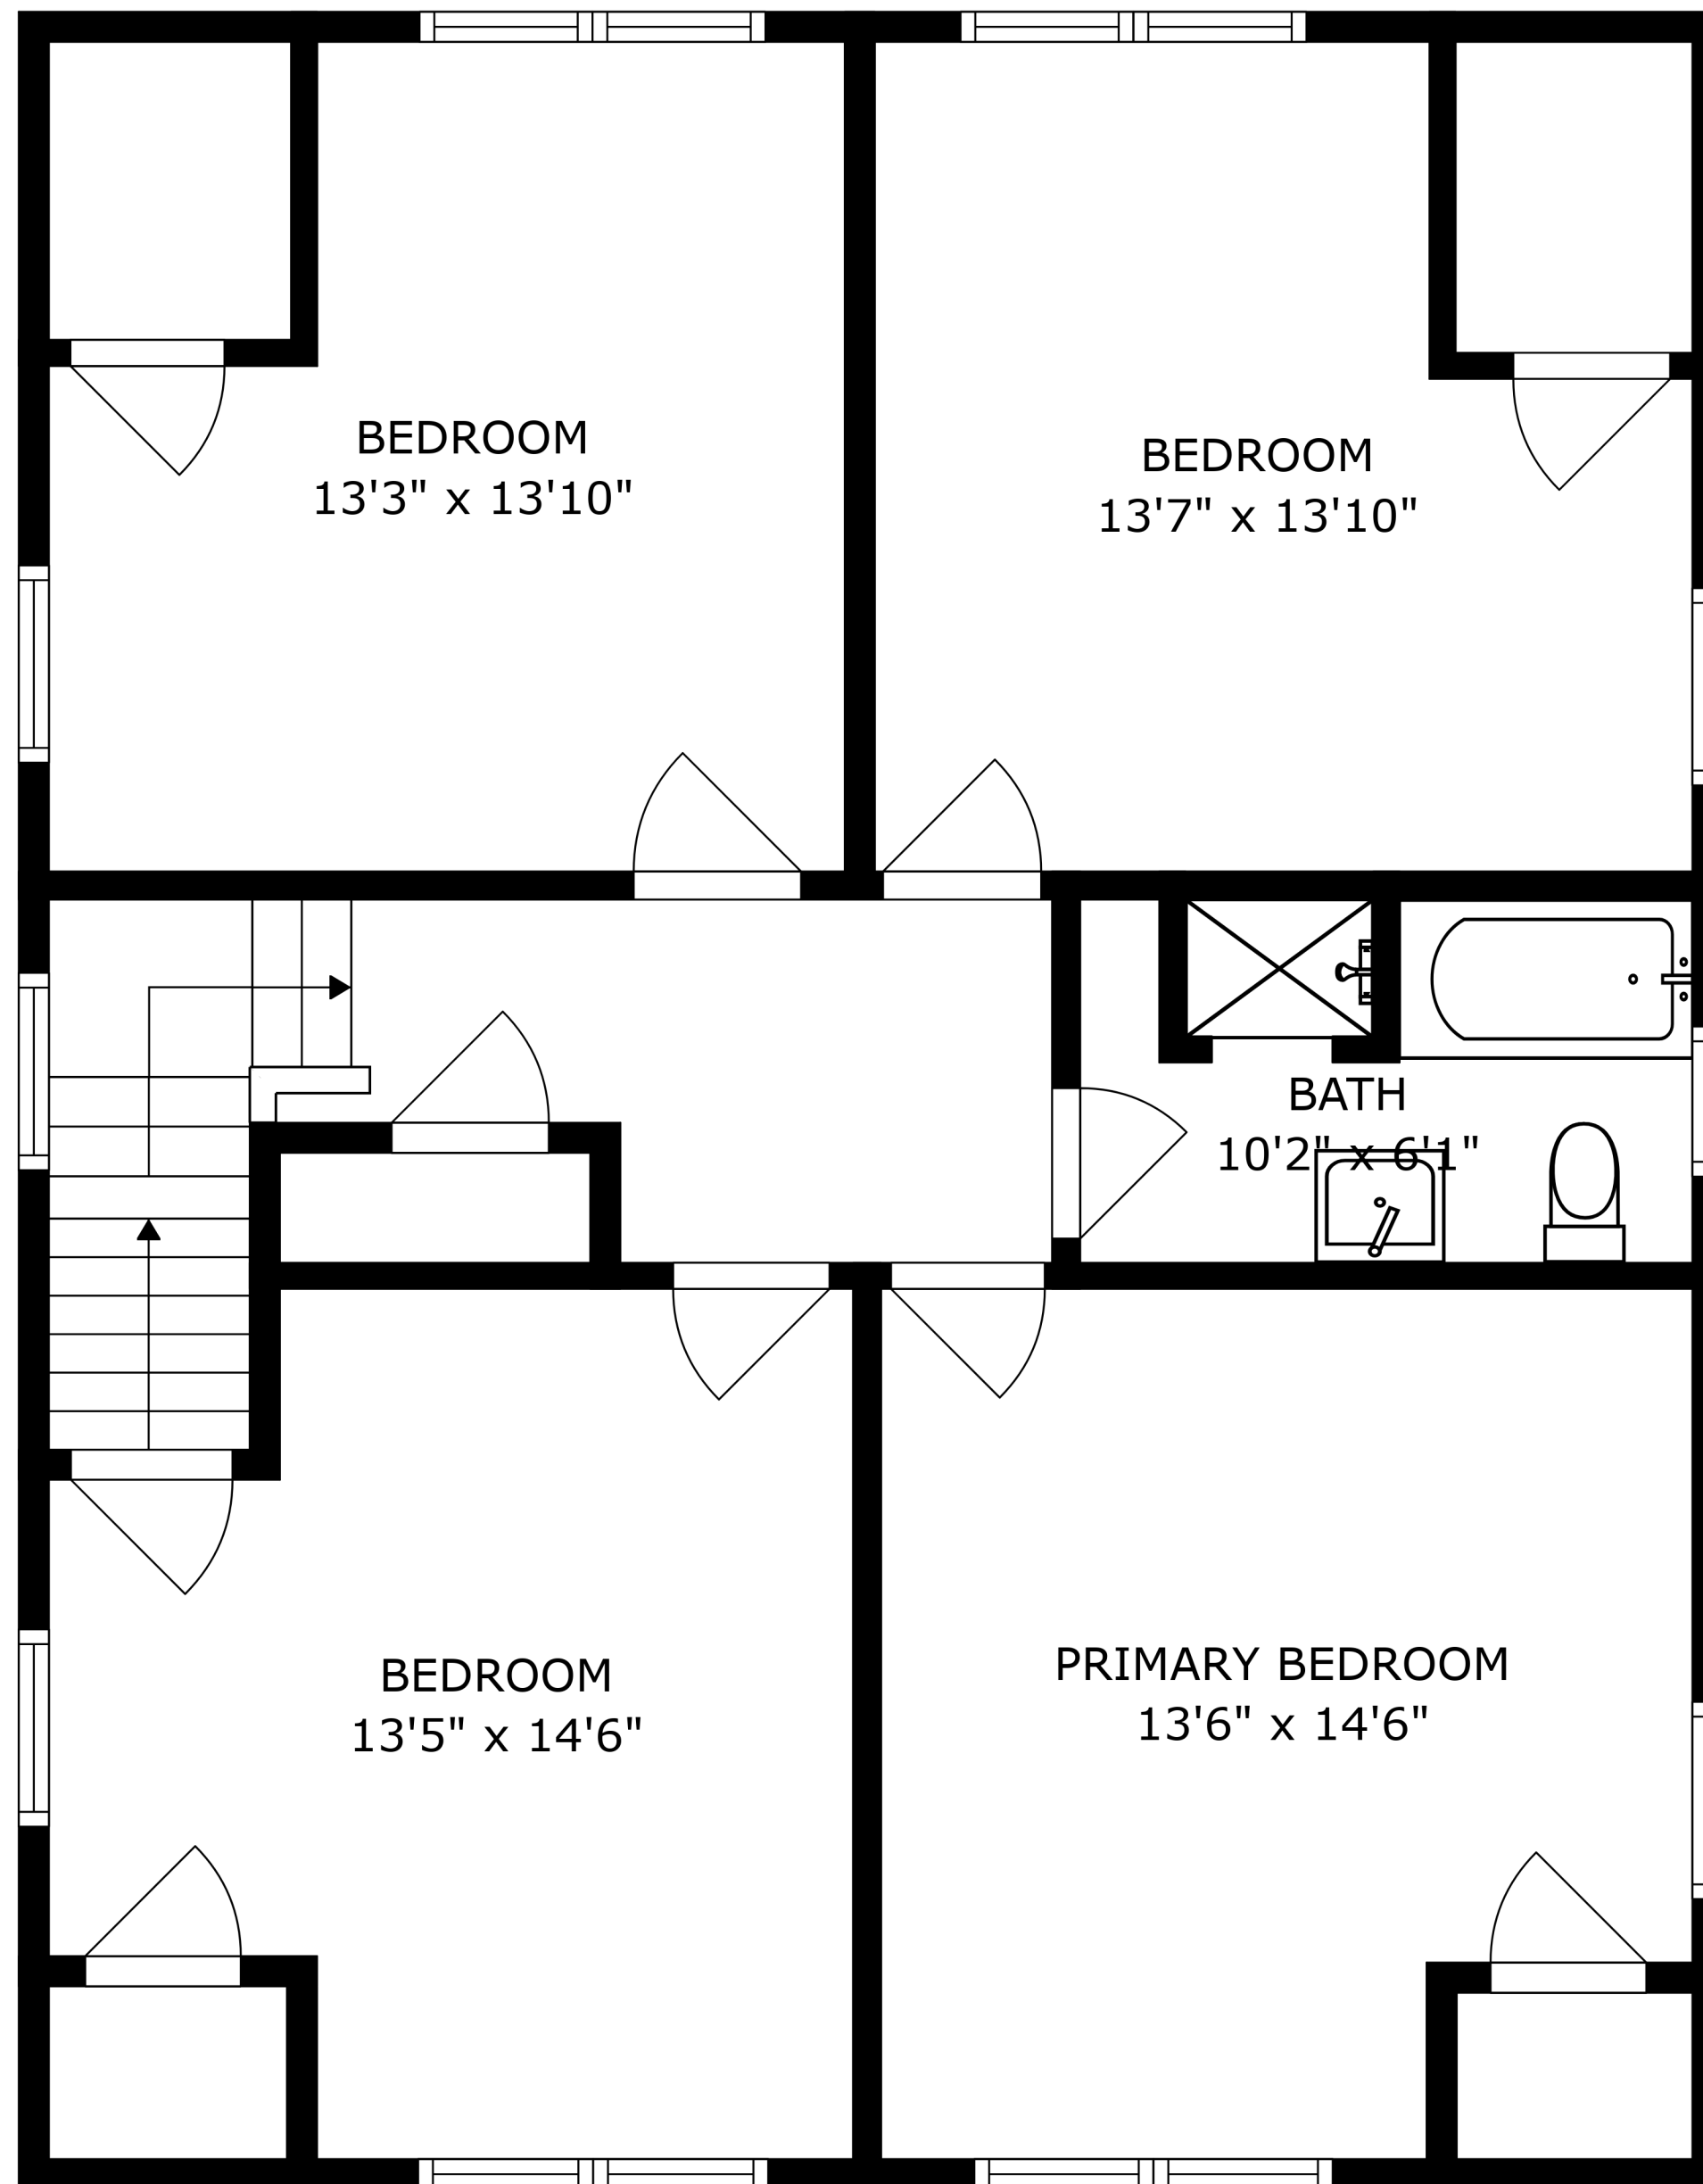 BEDROOM
13'3" x 13'10"
BEDROOM
13'7" x 13'10"
BATH
10'2" x 6'1"
BEDROOM
13'5" x 14'6"
PRIMARY BEDROOM
13'6" x 14'6"